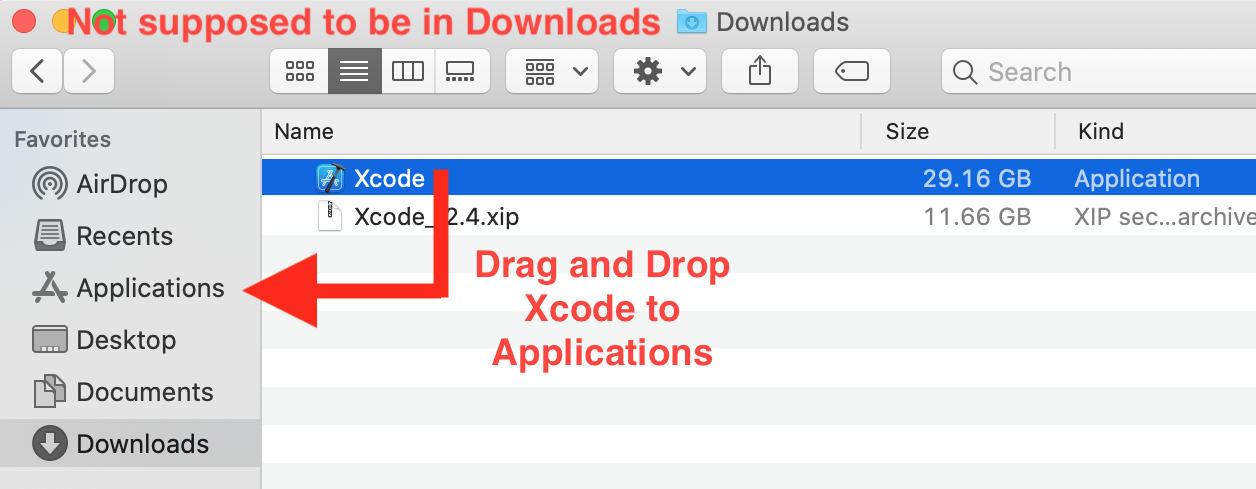 Not supposed to be in Downloads
Downloads
Search
Favorites
AirDrop
Recents
Applications
Desktop
Documents
Downloads
Name Size Kind
Xcode 29.16 GB Application
Xcode_ 2.4.xip 11.66 GB XIP sec...archive
Drag and Drop
Xcode to
Applications